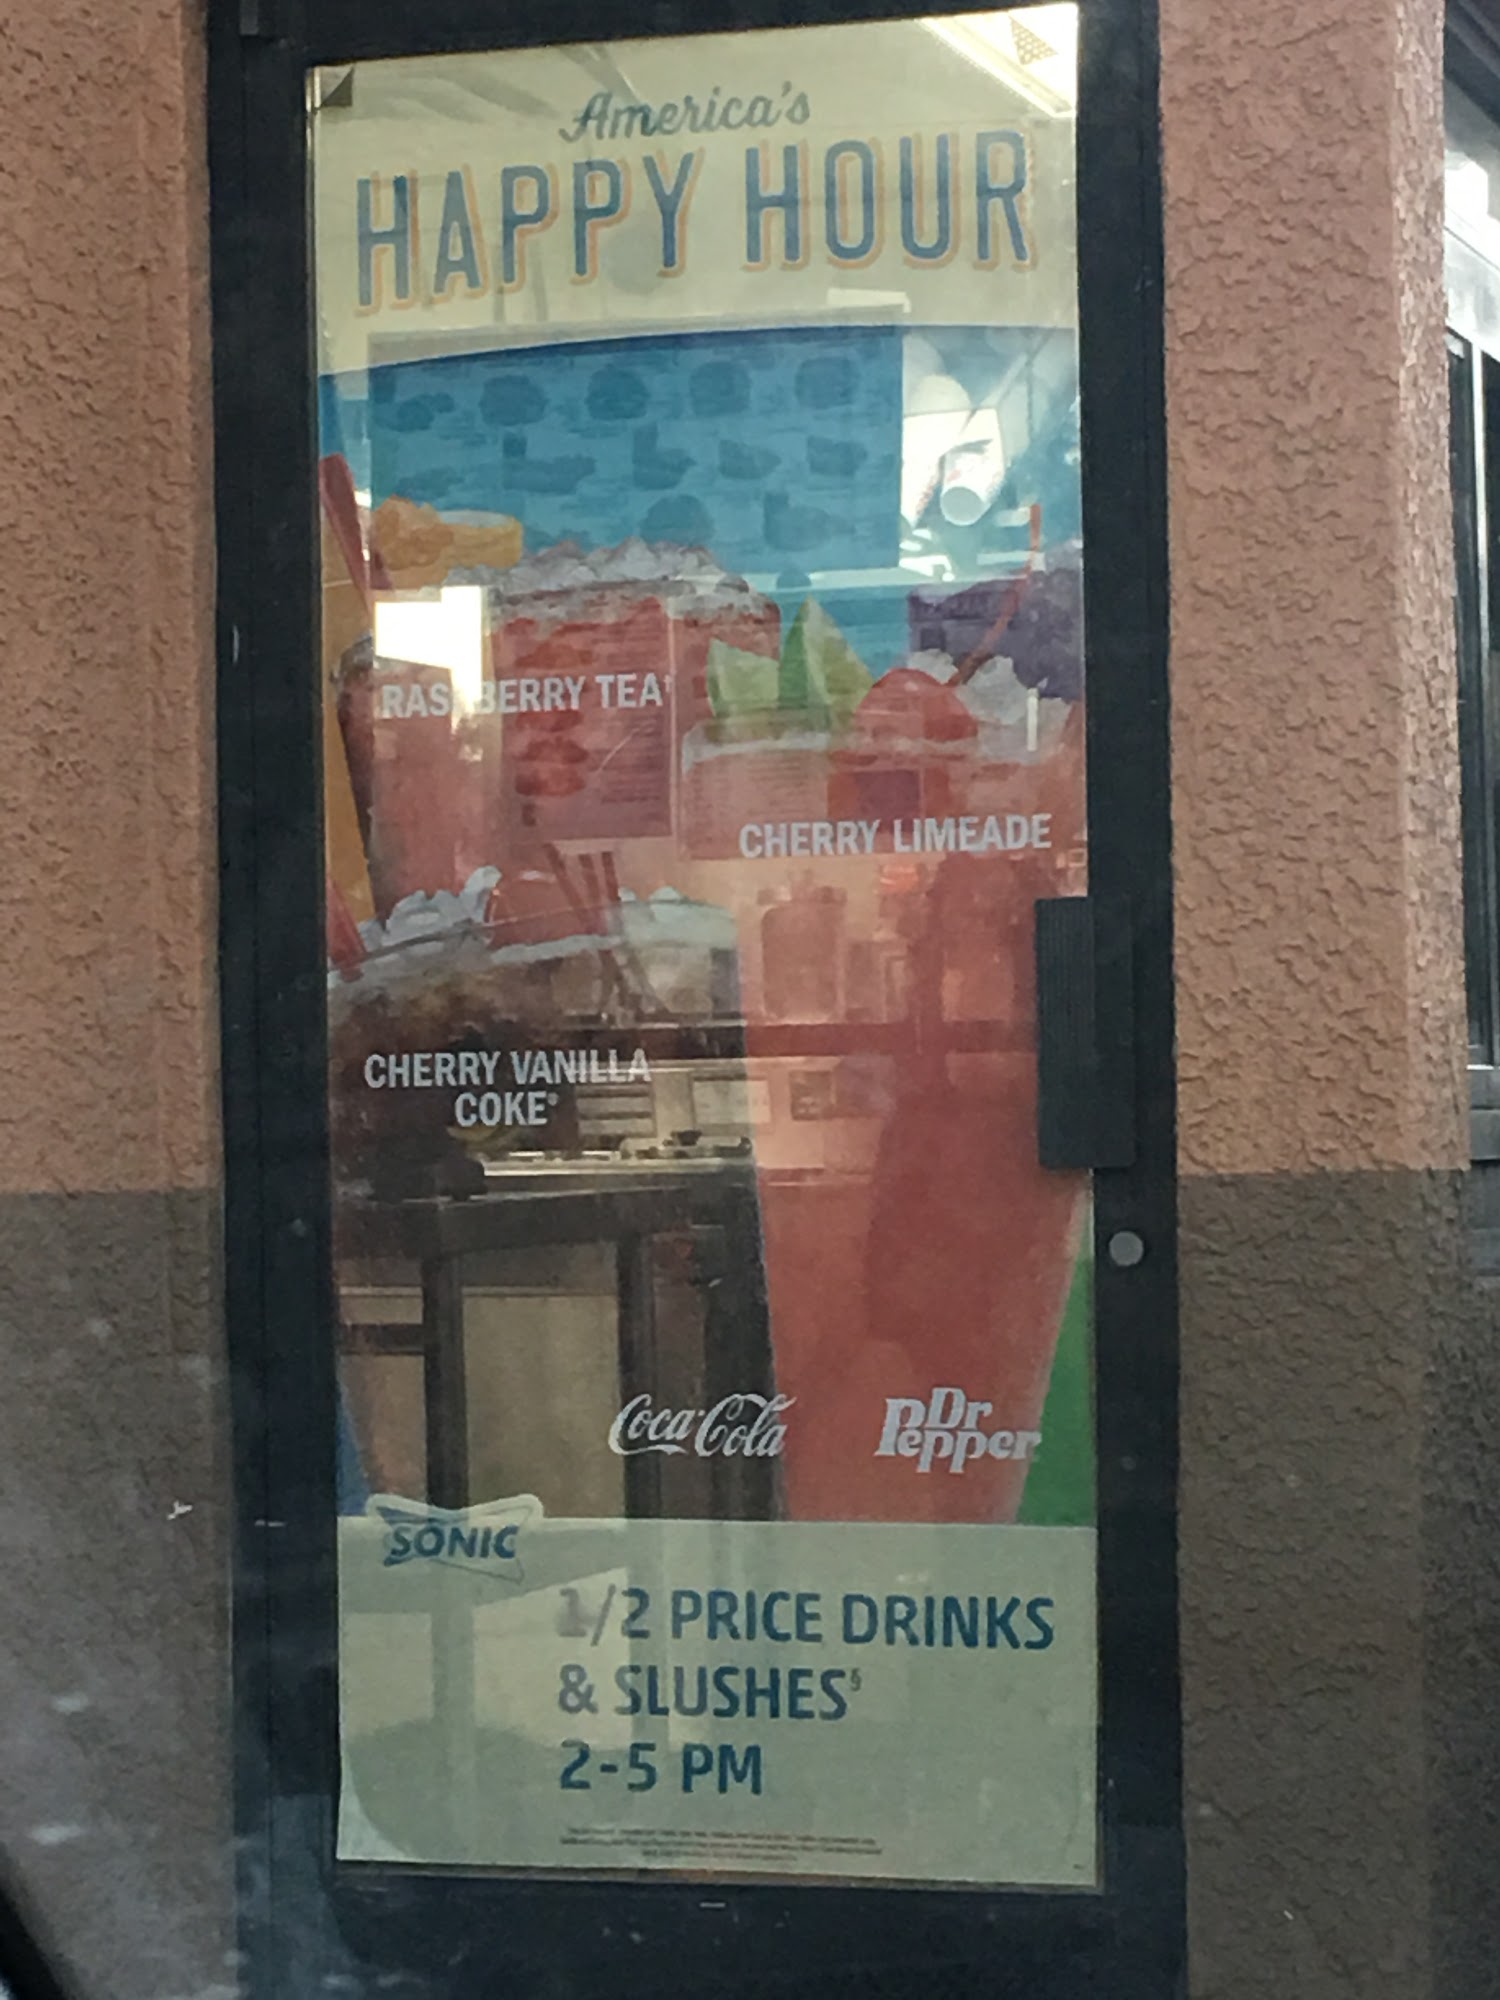 America's
HAPPY HOUR
RASPBERRY TEA†
CHERRY LIMEADE
CHERRY VANILLA
COKE®
Coca-Cola
Dr
Pepper
SONIC
1/2 PRICE DRINKS
& SLUSHES§
2-5 PM